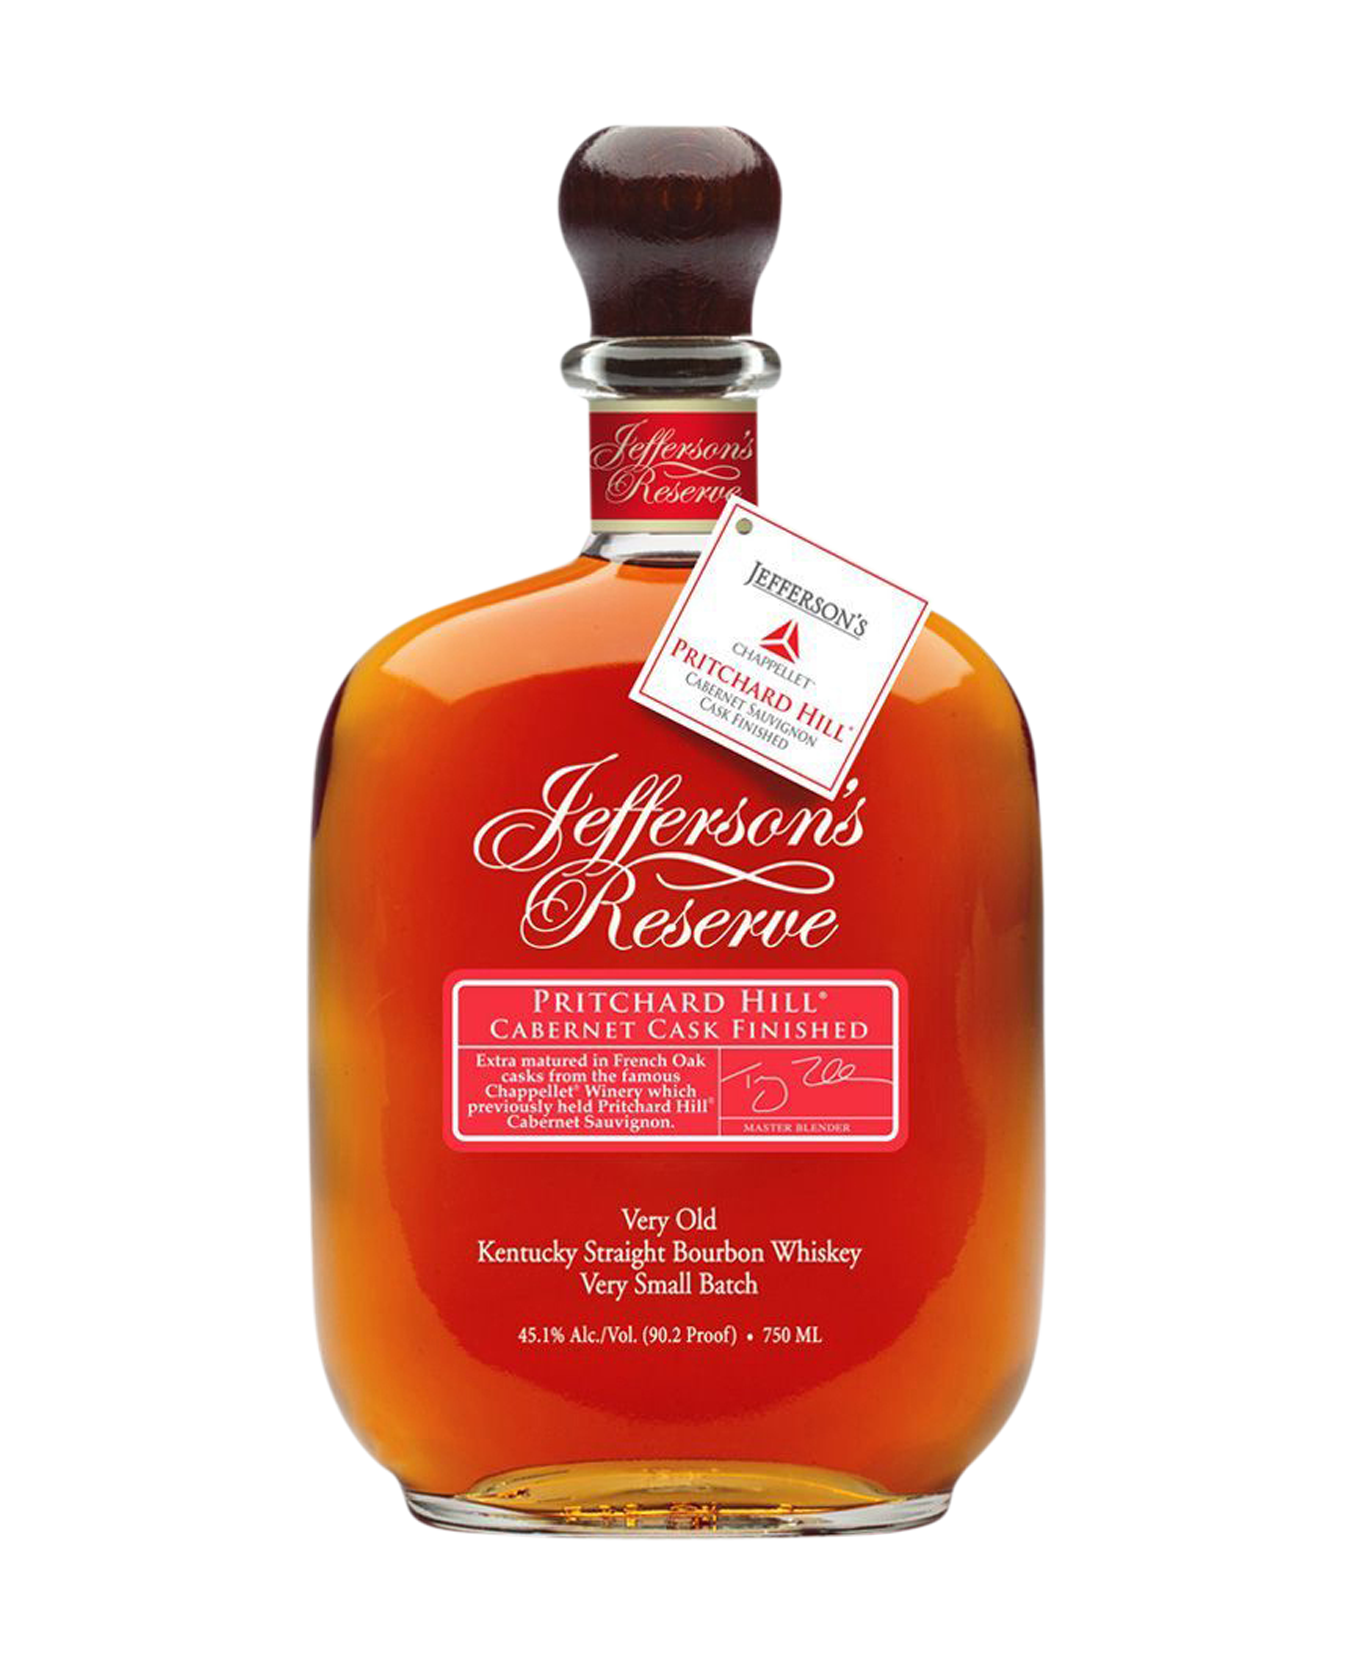 Jefferson's
Reserve
JEFFERSON'S
CHAPPELLET™
PRITCHARD HILL®
CABERNET SAUVIGNON
CASK FINISHED
Jefferson's
Reserve
PRITCHARD HILL®
CABERNET CASK FINISHED
Extra matured in French Oak
casks from the famous
Chappellet® Winery which
previously held Pritchard Hill®
Cabernet Sauvignon.
MASTER BLENDER
Very Old
Kentucky Straight Bourbon Whiskey
Very Small Batch
45.1% Alc./Vol. (90.2 Proof) • 750 ML